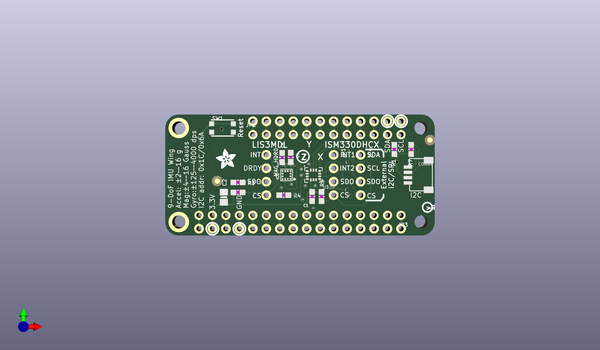 Reset
LIS3MDL
Y
ISM330DHCX
SDA
SCL
INT
Z
X
INT1
SDA
DRDY
INT2
SCL
SDO
SDO
SDO
CS
CS
CS
External
I2C/SPI
I2C
R4
3.3V
GND
9-DoF IMU Wing
Accel: ±2-16 g
Mag:±4-16 Gauss
Gyro:±125-4000 dps
I2C addr: 0x1C/0x6A